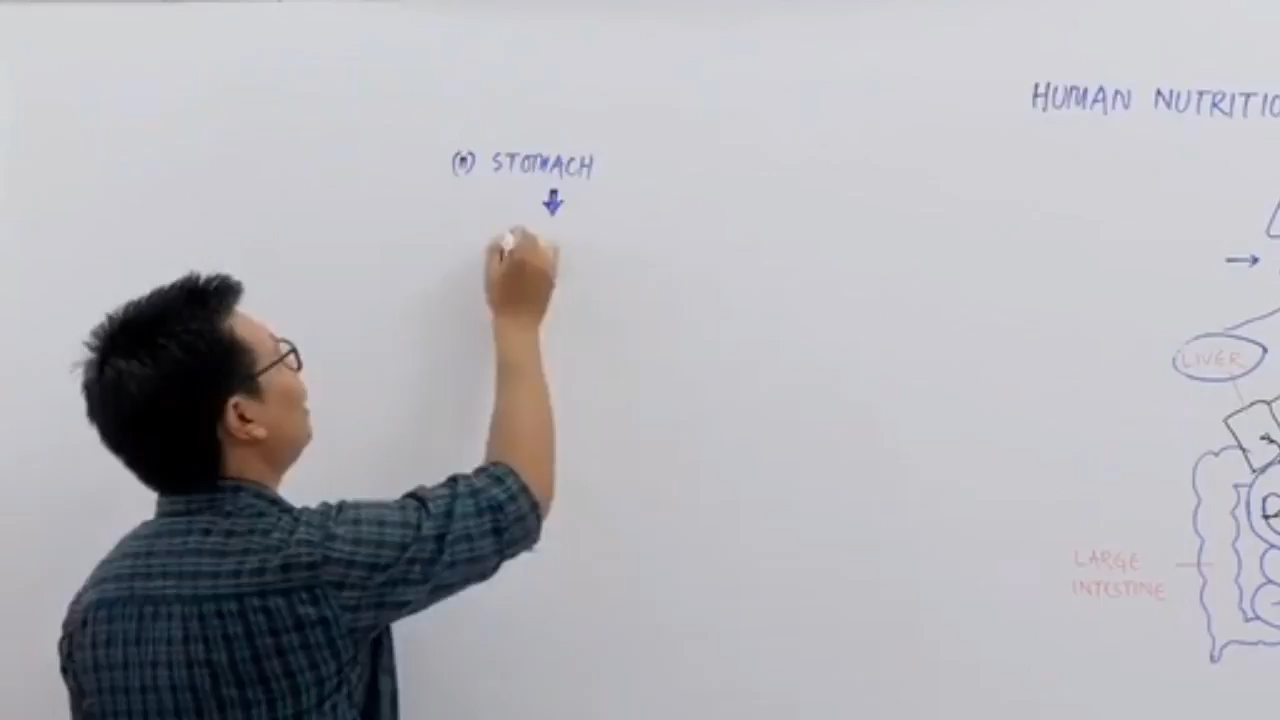 HUMAN NUTRITIO
(M) STOMACH
LIVER
LARGE
INTESTINE